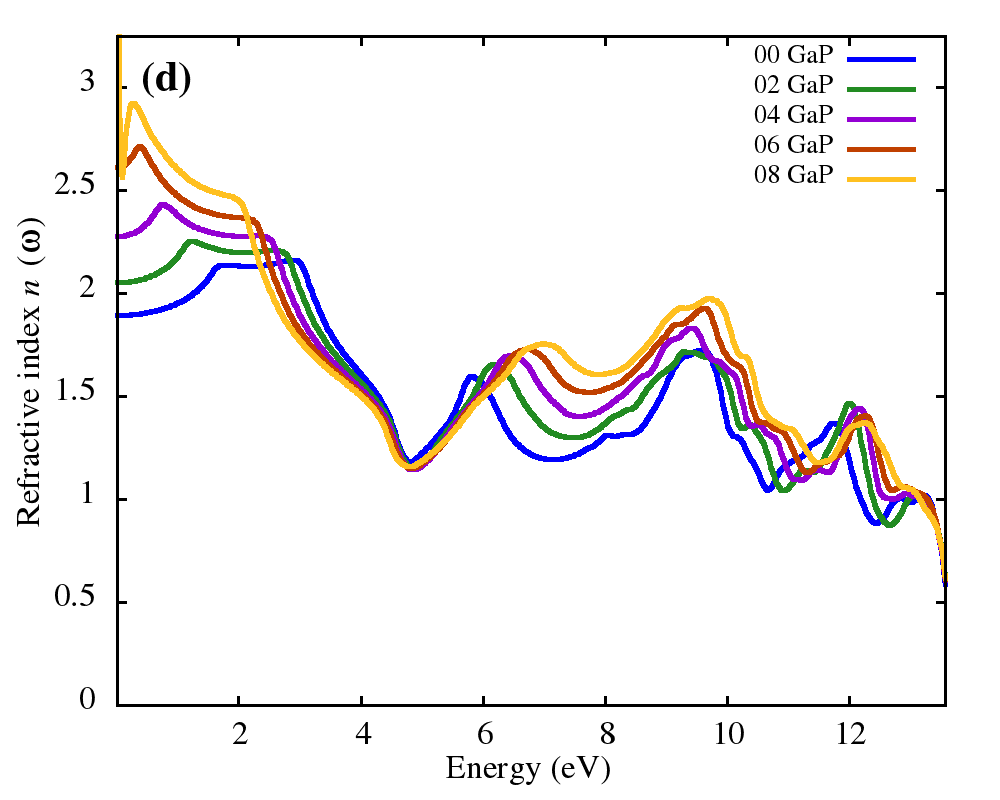 (d)
00 GaP
02 GaP
04 GaP
06 GaP
08 GaP
Refractive index n (ω)
3
2.5
2
1.5
1
0.5
0
2 4 6 8 10 12
Energy (eV)